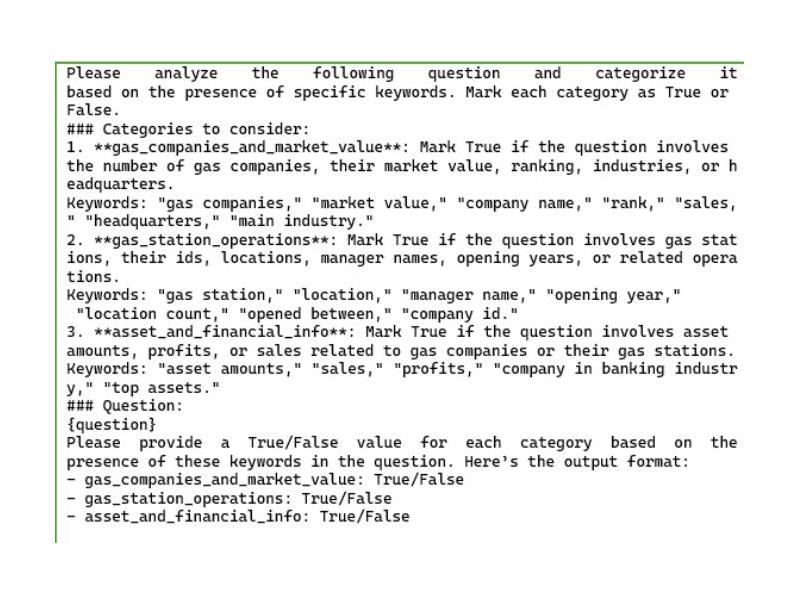 Please analyze the following question and categorize it
based on the presence of specific keywords. Mark each category as True or
False.
### Categories to consider:
1. **gas_companies_and_market_value**: Mark True if the question involves
the number of gas companies, their market value, ranking, industries, or h
eadquarters.
Keywords: "gas companies," "market value," "company name," "rank," "sales,
" "headquarters," "main industry."
2. **gas_station_operations**: Mark True if the question involves gas stat
ions, their ids, locations, manager names, opening years, or related opera
tions.
Keywords: "gas station," "location," "manager name," "opening year,"
"location count," "opened between," "company id."
3. **asset_and_financial_info**: Mark True if the question involves asset
amounts, profits, or sales related to gas companies or their gas stations.
Keywords: "asset amounts," "sales," "profits," "company in banking industr
y," "top assets."
### Question:
{question}
Please provide a True/False value for each category based on the
presence of these keywords in the question. Here’s the output format:
- gas_companies_and_market_value: True/False
- gas_station_operations: True/False
- asset_and_financial_info: True/False